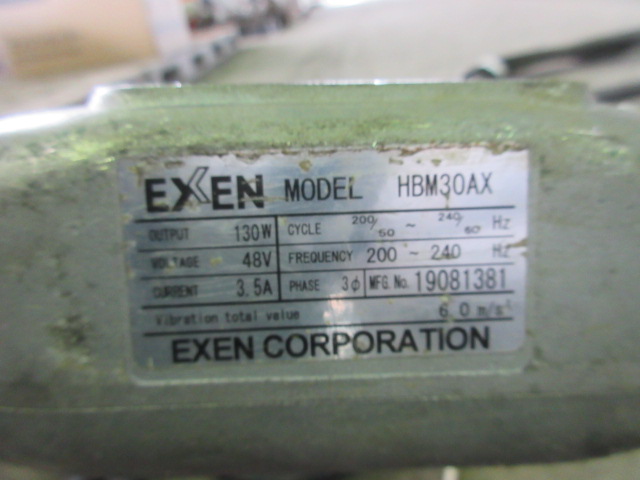 EXEN MODEL HBM30AX
OUTPUT 130W CYCLE 200/50 ~ 240/60 Hz
VOLTAGE 48V FREQUENCY 200 ~ 240 Hz
CURRENT 3.5A PHASE 3ϕ MFG.No. 19081381
Vibration total value 6.0 m/s²
EXEN CORPORATION